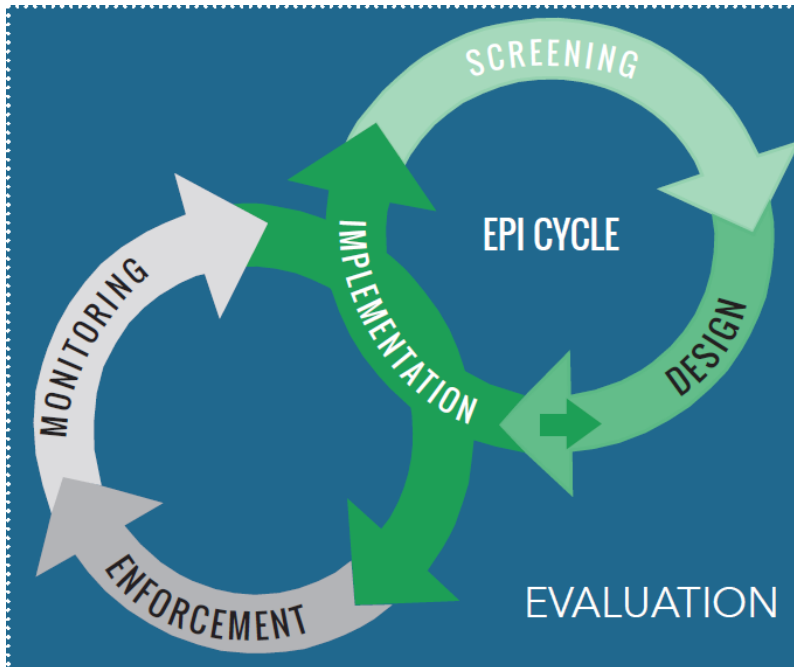 SCREENING
EPI CYCLE
IMPLEMENTATION
MONITORING
DESIGN
ENFORCEMENT
EVALUATION